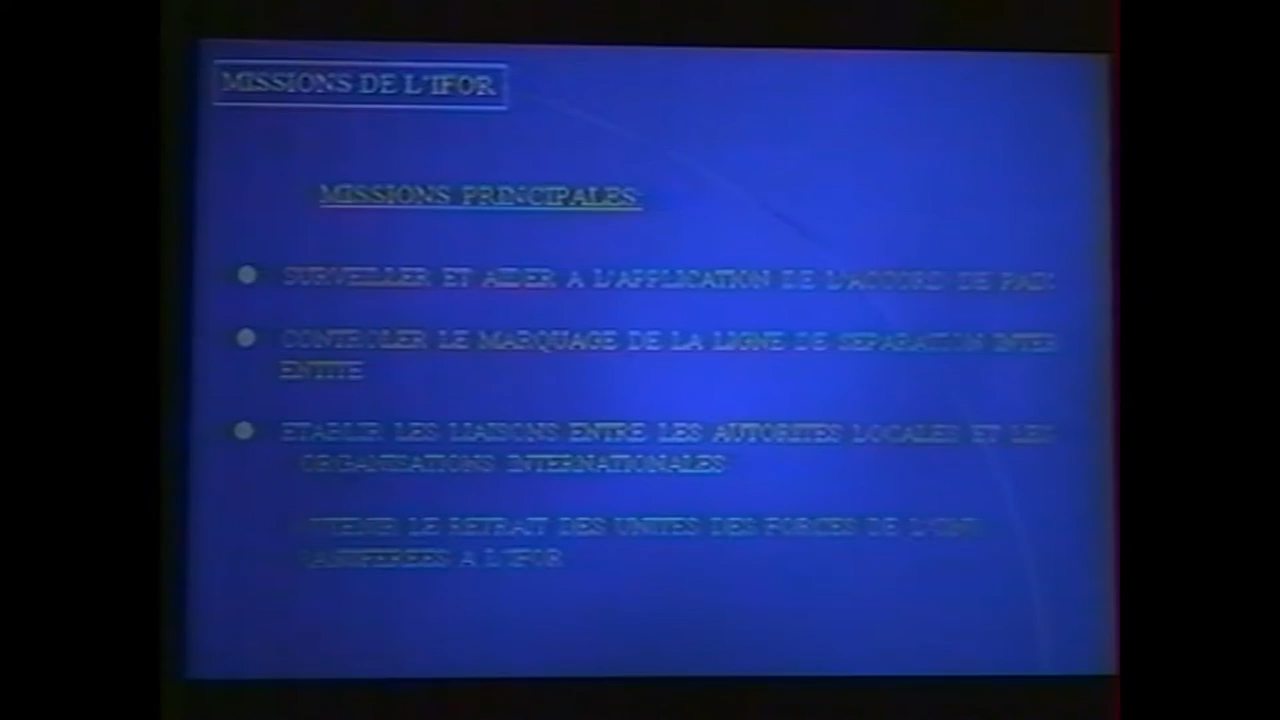 MISSIONS DE L'IFOR
MISSIONS PRINCIPALES
SURVEILLER ET AIDER A L'APPLICATION DE L'ACCORD DE PAIX
CONTROLER LE MARQUAGE DE LA LIGNE DE SEPARATION INTER
ENTITE
ETABLIR LES LIAISONS ENTRE LES AUTORITES LOCALES ET LES
ORGANISATIONS INTERNATIONALES
LE RETRAIT DES UNITES DES FORCES DE
A L'IFOR